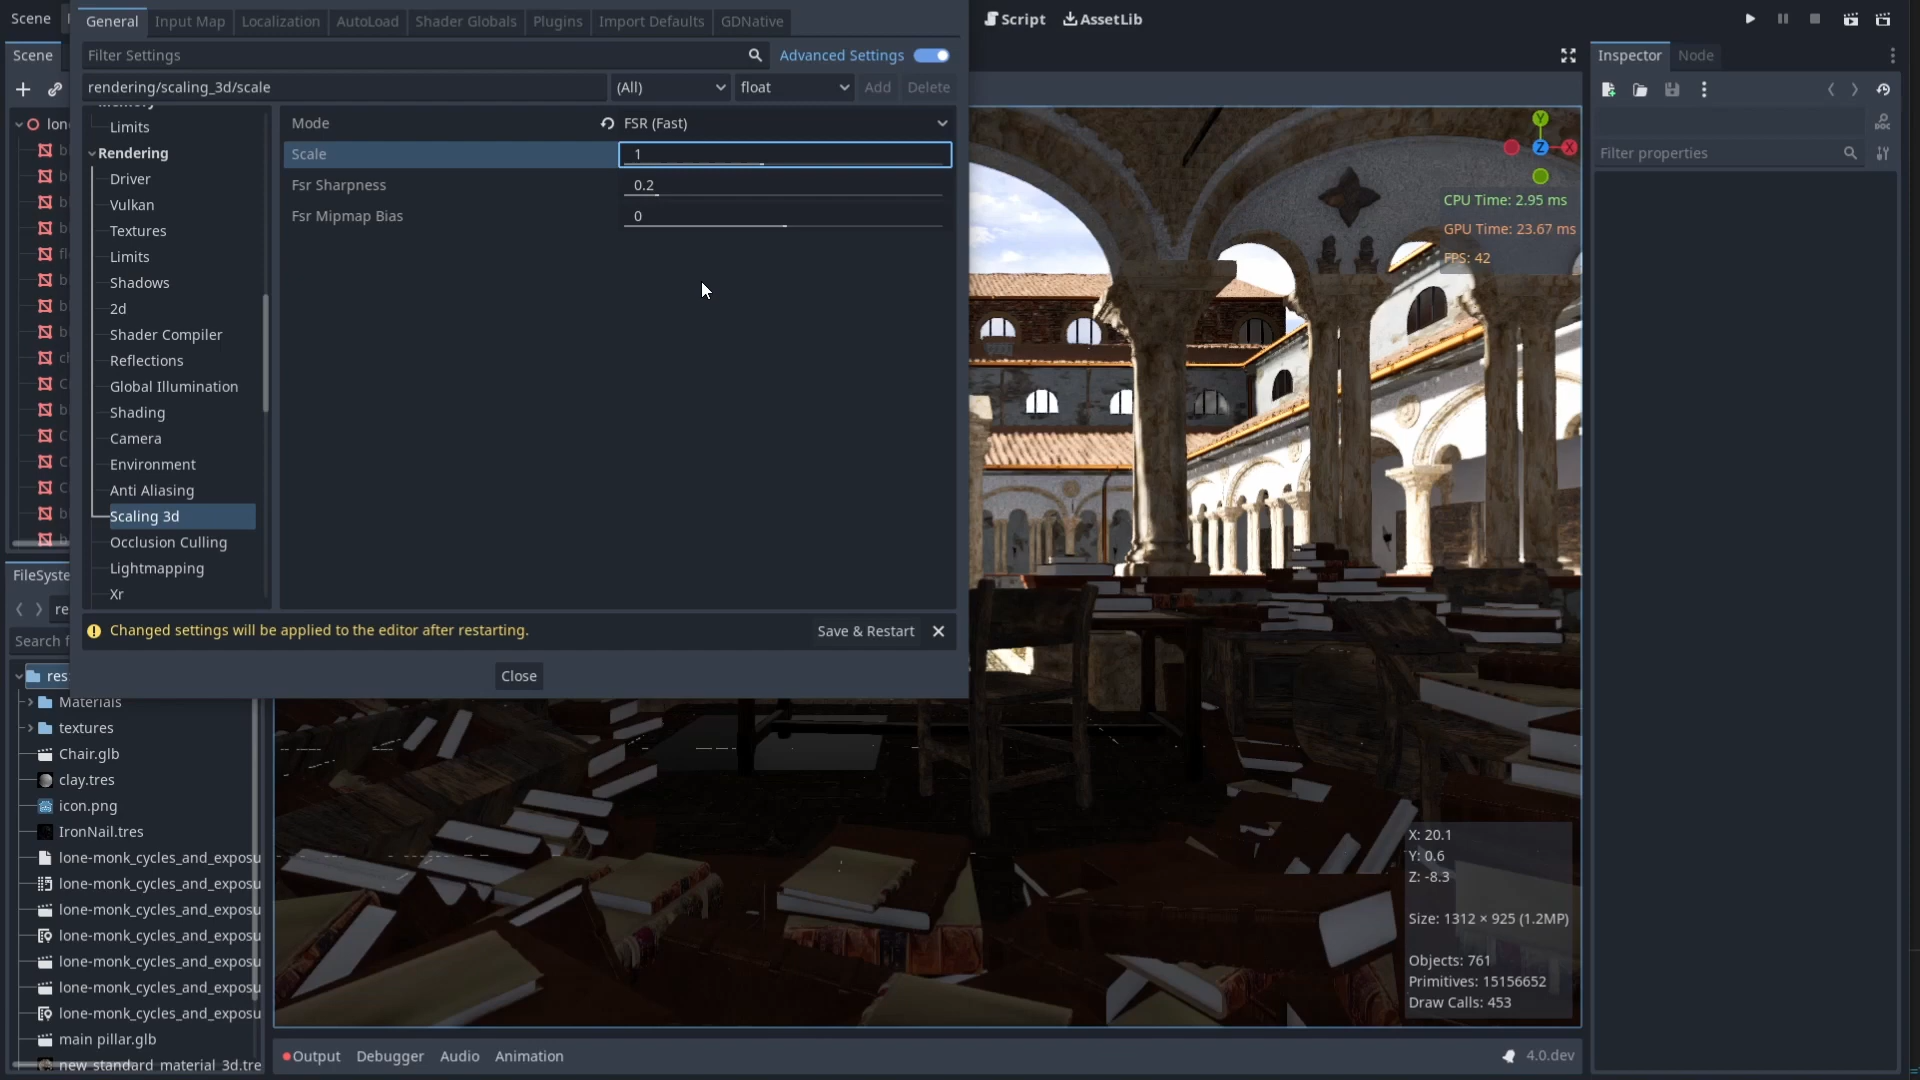 Scene
General
Input Map
Localization
AutoLoad
Shader Globals
Plugins
Import Defaults
GDNative
Script
AssetLib
Scene
Filter Settings
Advanced Settings
Inspector
Node
rendering/scaling_3d/scale
(All)
float
Add
Delete
Memory
Limits
Rendering
Driver
Vulkan
Textures
Limits
Shadows
2d
Shader Compiler
Reflections
Global Illumination
Shading
Camera
Environment
Anti Aliasing
Scaling 3d
Occlusion Culling
Lightmapping
Xr
Mode
FSR (Fast)
Scale
1
Fsr Sharpness
0.2
Fsr Mipmap Bias
0
Changed settings will be applied to the editor after restarting.
Save & Restart
Close
Y
Z
X
CPU Time: 2.95 ms
GPU Time: 23.67 ms
FPS: 42
Filter properties
lon
FileSyste
re
Search f
res
Materials
textures
Chair.glb
clay.tres
icon.png
IronNail.tres
lone-monk_cycles_and_exposu
lone-monk_cycles_and_exposu
lone-monk_cycles_and_exposu
lone-monk_cycles_and_exposu
lone-monk_cycles_and_exposu
lone-monk_cycles_and_exposu
lone-monk_cycles_and_exposu
main pillar.glb
new_standard_material_3d.tre
X: 20.1
Y: 0.6
Z: -8.3
Size: 1312 × 925 (1.2MP)
Objects: 761
Primitives: 15156652
Draw Calls: 453
Output
Debugger
Audio
Animation
4.0.dev